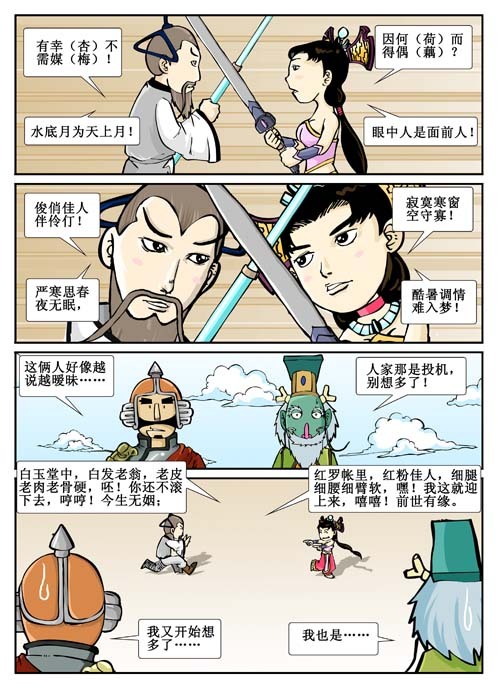 有幸（杏）不
需媒（梅）！
因何（荷）而
得偶（藕）？
水底月为天上月！
眼中人是面前人！
俊俏佳人
伴伶仃！
寂寞寒窗
空守寡！
严寒思春
夜无眠，
酷暑调情
难入梦！
这俩人好像越
说越暧昧……
人家那是投机，
别想多了！
白玉堂中，白发老翁，老皮
老肉老骨硬，呸！你还不滚
下去，哼哼！今生无姻；
红罗帐里，红粉佳人，细腿
细腰细臂软，嘿！我这就迎
上来，嘻嘻！前世有缘。
我又开始想
多了……
我也是……